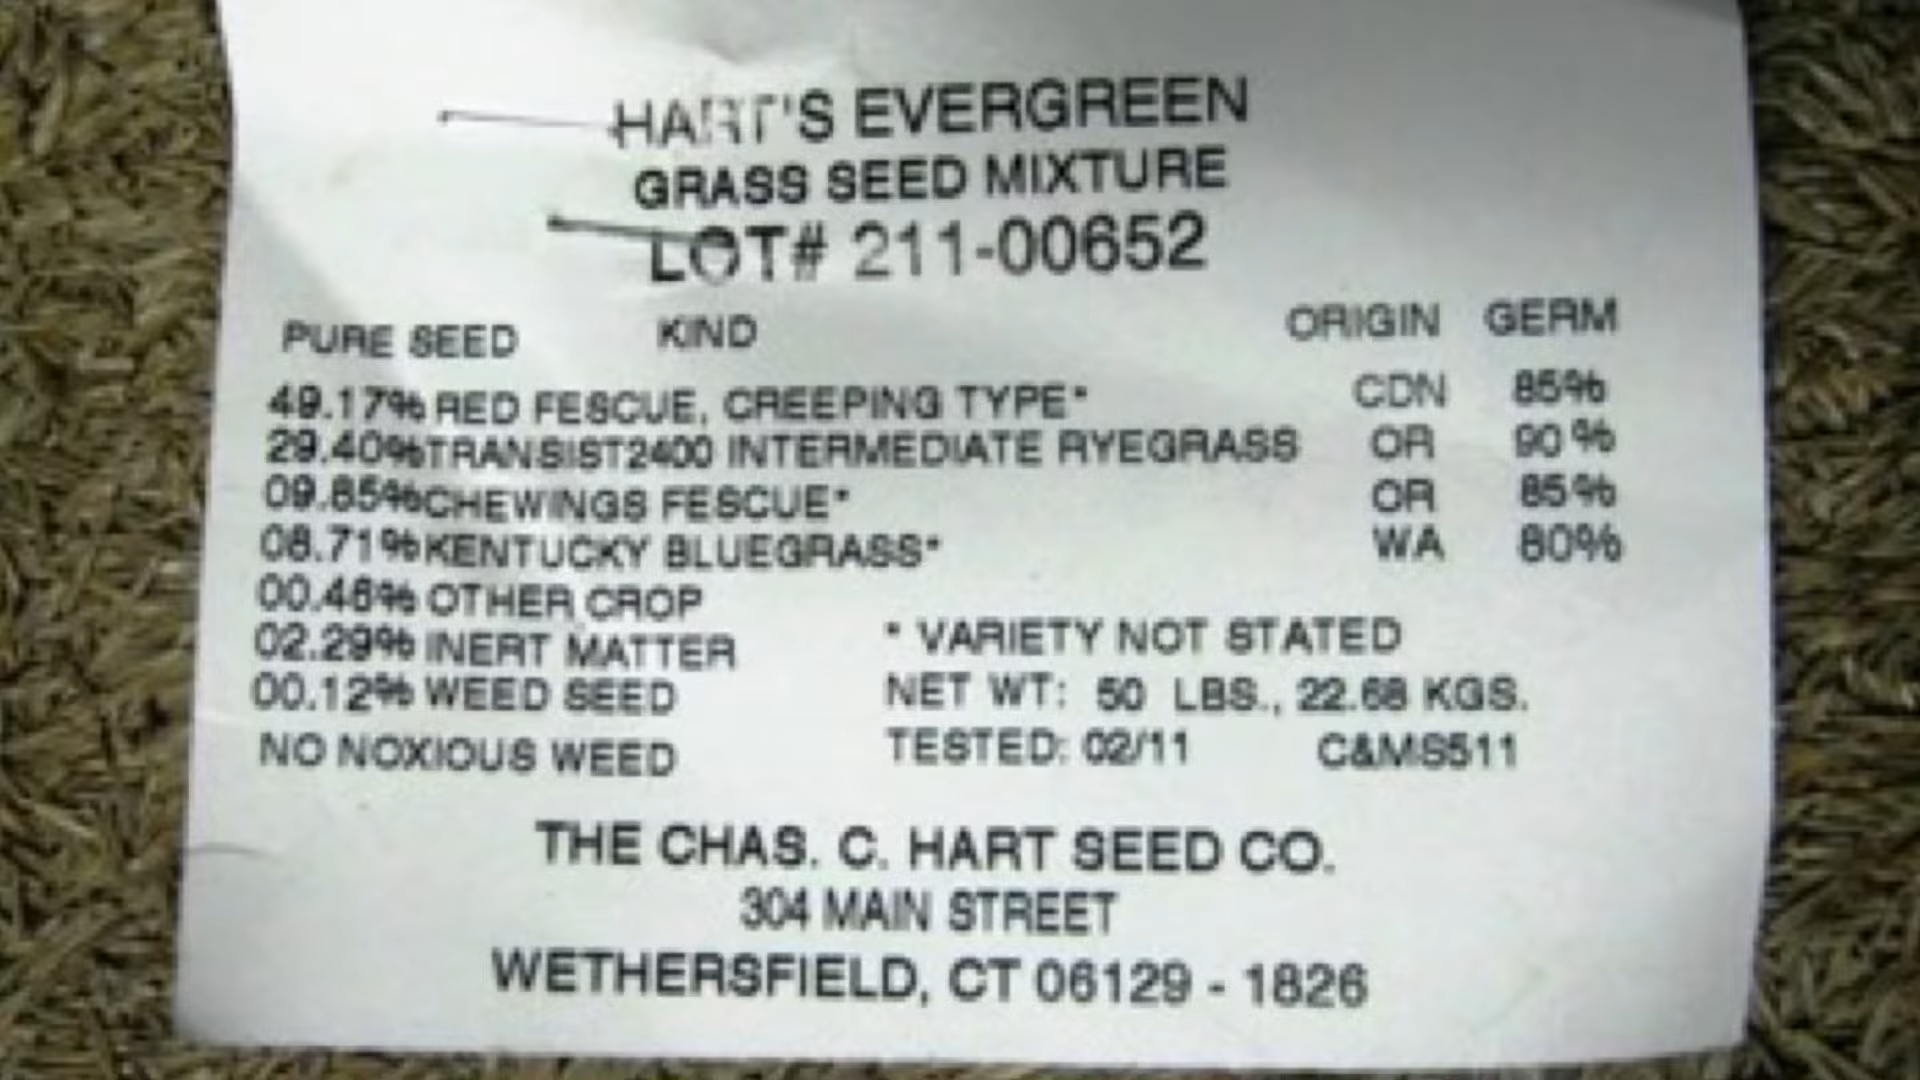 HART'S EVERGREEN
GRASS SEED MIXTURE
LOT# 211-00652
PURE SEED KIND ORIGIN GERM
49.17% RED FESCUE, CREEPING TYPE* CDN 85%
29.40% TRANSIST2400 INTERMEDIATE RYEGRASS OR 90%
09.85% CHEWINGS FESCUE* OR 85%
08.71% KENTUCKY BLUEGRASS* WA 80%
00.46% OTHER CROP
02.29% INERT MATTER * VARIETY NOT STATED
00.12% WEED SEED NET WT: 50 LBS., 22.68 KGS.
NO NOXIOUS WEED TESTED: 02/11 C&MS511
THE CHAS. C. HART SEED CO.
304 MAIN STREET
WETHERSFIELD, CT 06129 - 1826